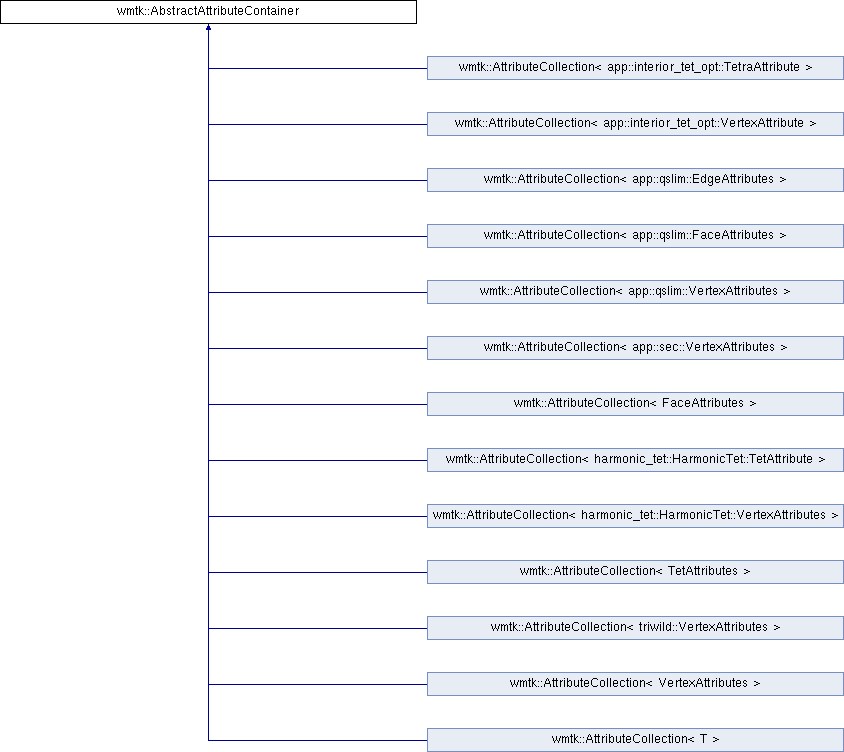 wmtk::AbstractAttributeContainer
wmtk::AttributeCollection< app::interior_tet_opt::TetraAttribute >
wmtk::AttributeCollection< app::interior_tet_opt::VertexAttribute >
wmtk::AttributeCollection< app::qslim::EdgeAttributes >
wmtk::AttributeCollection< app::qslim::FaceAttributes >
wmtk::AttributeCollection< app::qslim::VertexAttributes >
wmtk::AttributeCollection< app::sec::VertexAttributes >
wmtk::AttributeCollection< FaceAttributes >
wmtk::AttributeCollection< harmonic_tet::HarmonicTet::TetAttribute >
wmtk::AttributeCollection< harmonic_tet::HarmonicTet::VertexAttributes >
wmtk::AttributeCollection< TetAttributes >
wmtk::AttributeCollection< triwild::VertexAttributes >
wmtk::AttributeCollection< VertexAttributes >
wmtk::AttributeCollection< T >